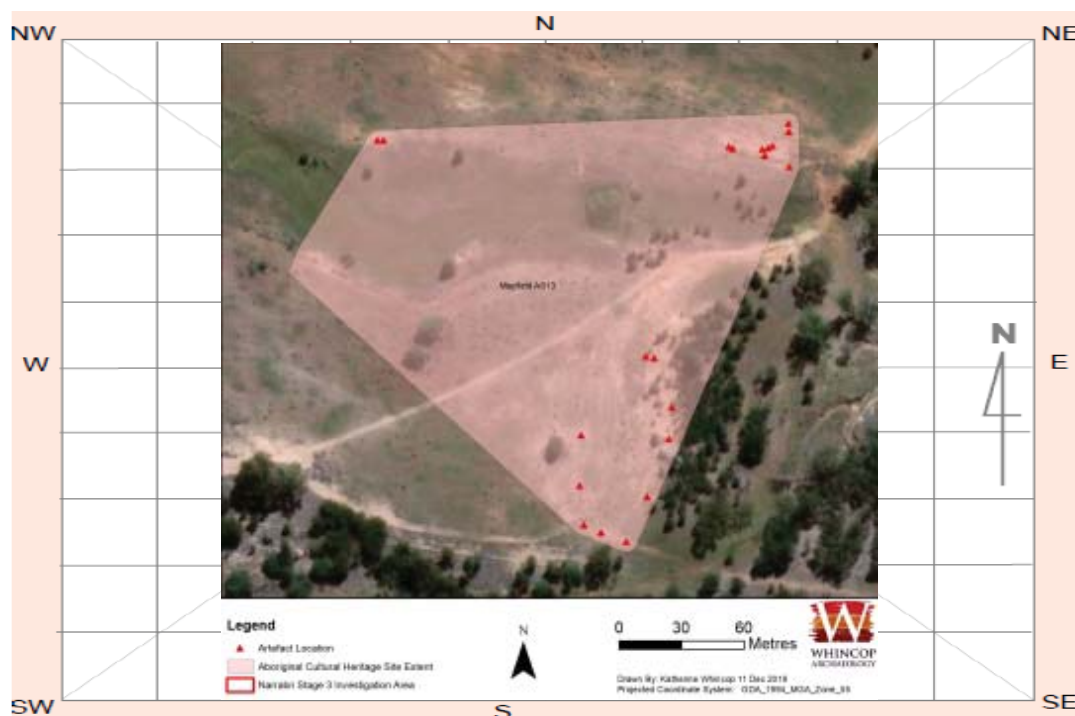 N
NW
NE
Mayfield A013
N
W
E
Legend
N
0 30 60
Metres
Artefact Location
Aboriginal Cultural Heritage Site Extent
Narrabri Stage 3 Investigation Area
W
WHINCOP
ARCHAEOLOGY
Drawn By: Katherine Whincop 11 Dec 2019
Projected Coordinate System: GDA_1994_MGA_Zone_55
SW
S
SE